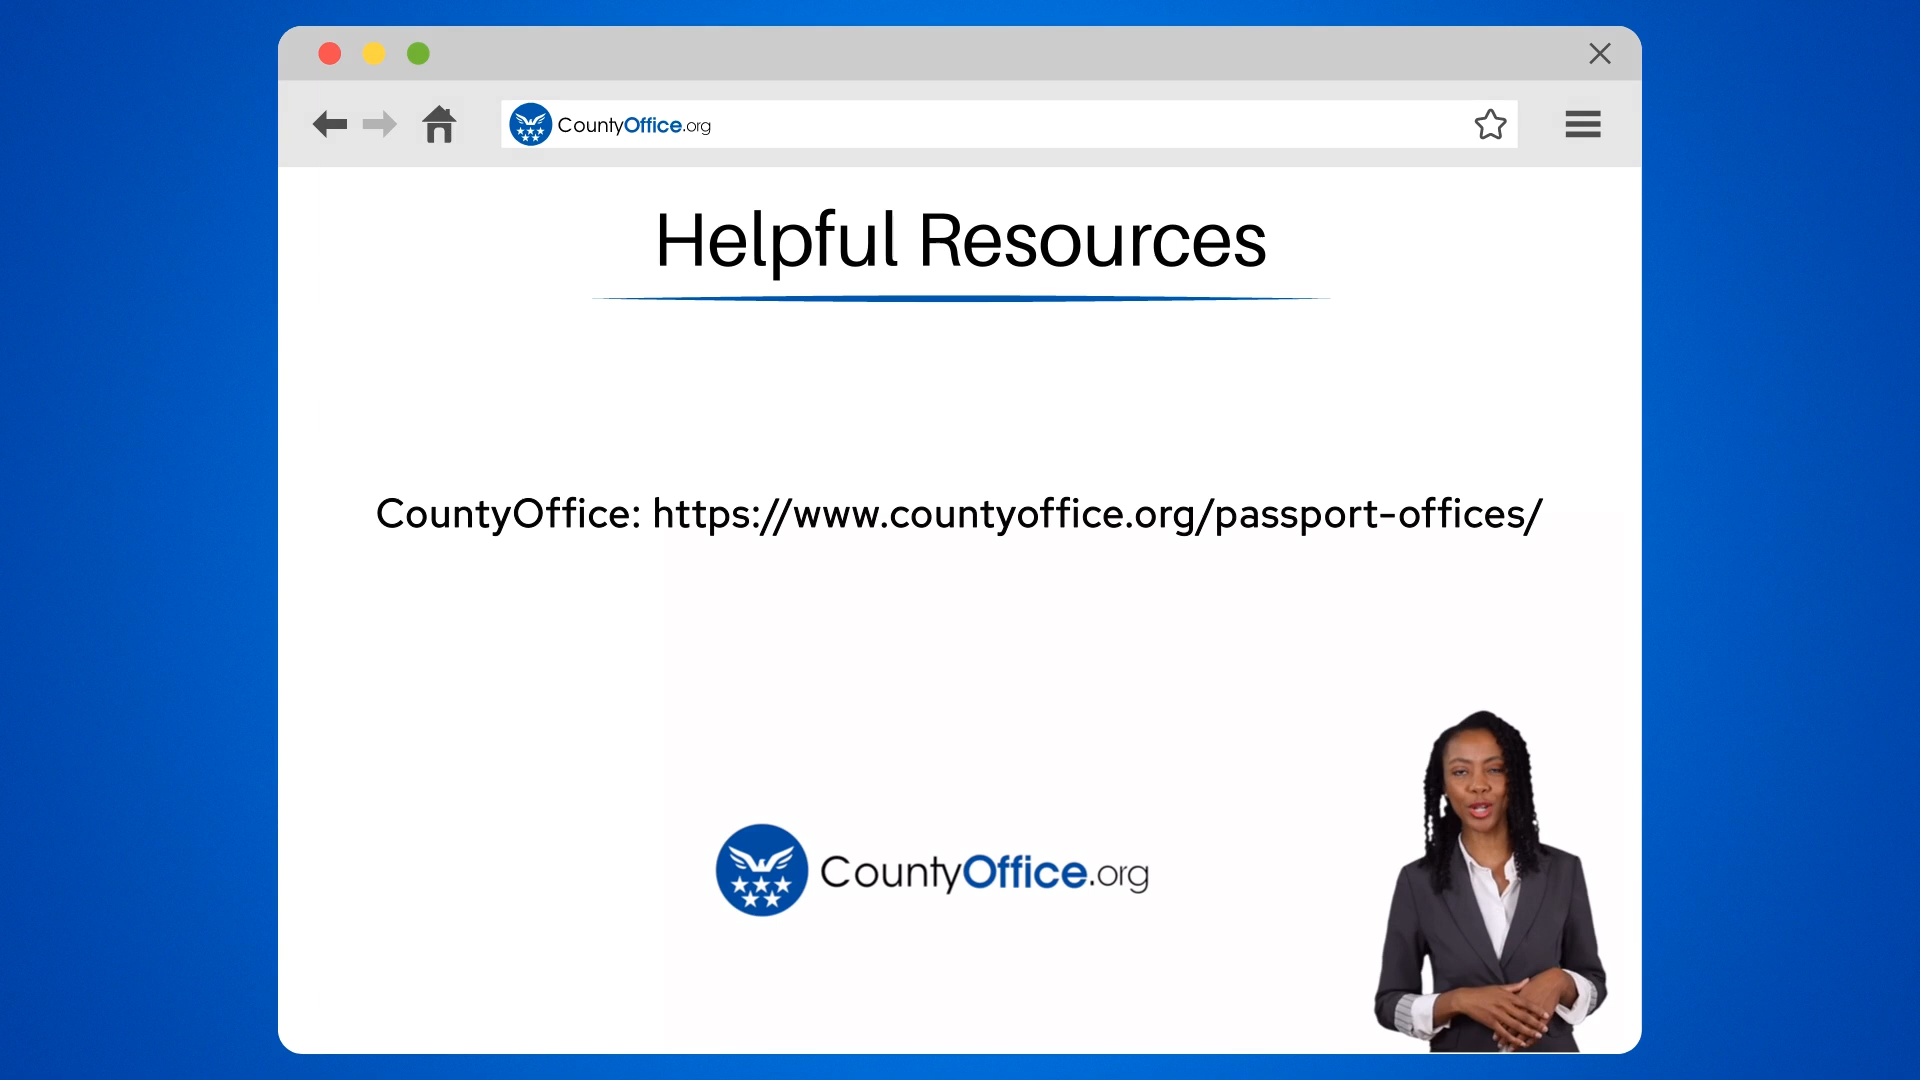 CountyOffice.org
Helpful Resources
CountyOffice: https://www.countyoffice.org/passport-offices/
CountyOffice.org